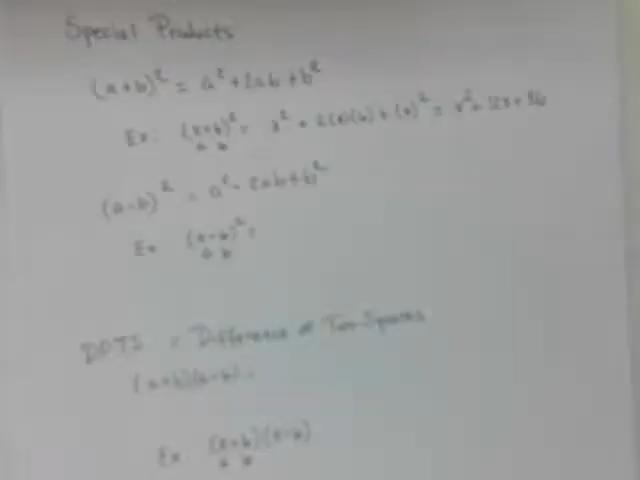 Special Products
(a+b)² = a² + 2ab + b²
Ex: (x+6)² = x² + 2(x)(6) + (6)² = x² + 12x + 36
a b
(a-b)² = a² - 2ab + b²
Ex (x-6)² =
a b
DOTS = Difference of Two Squares
(a+b)(a-b) =
Ex (x+6)(x-6)
a b